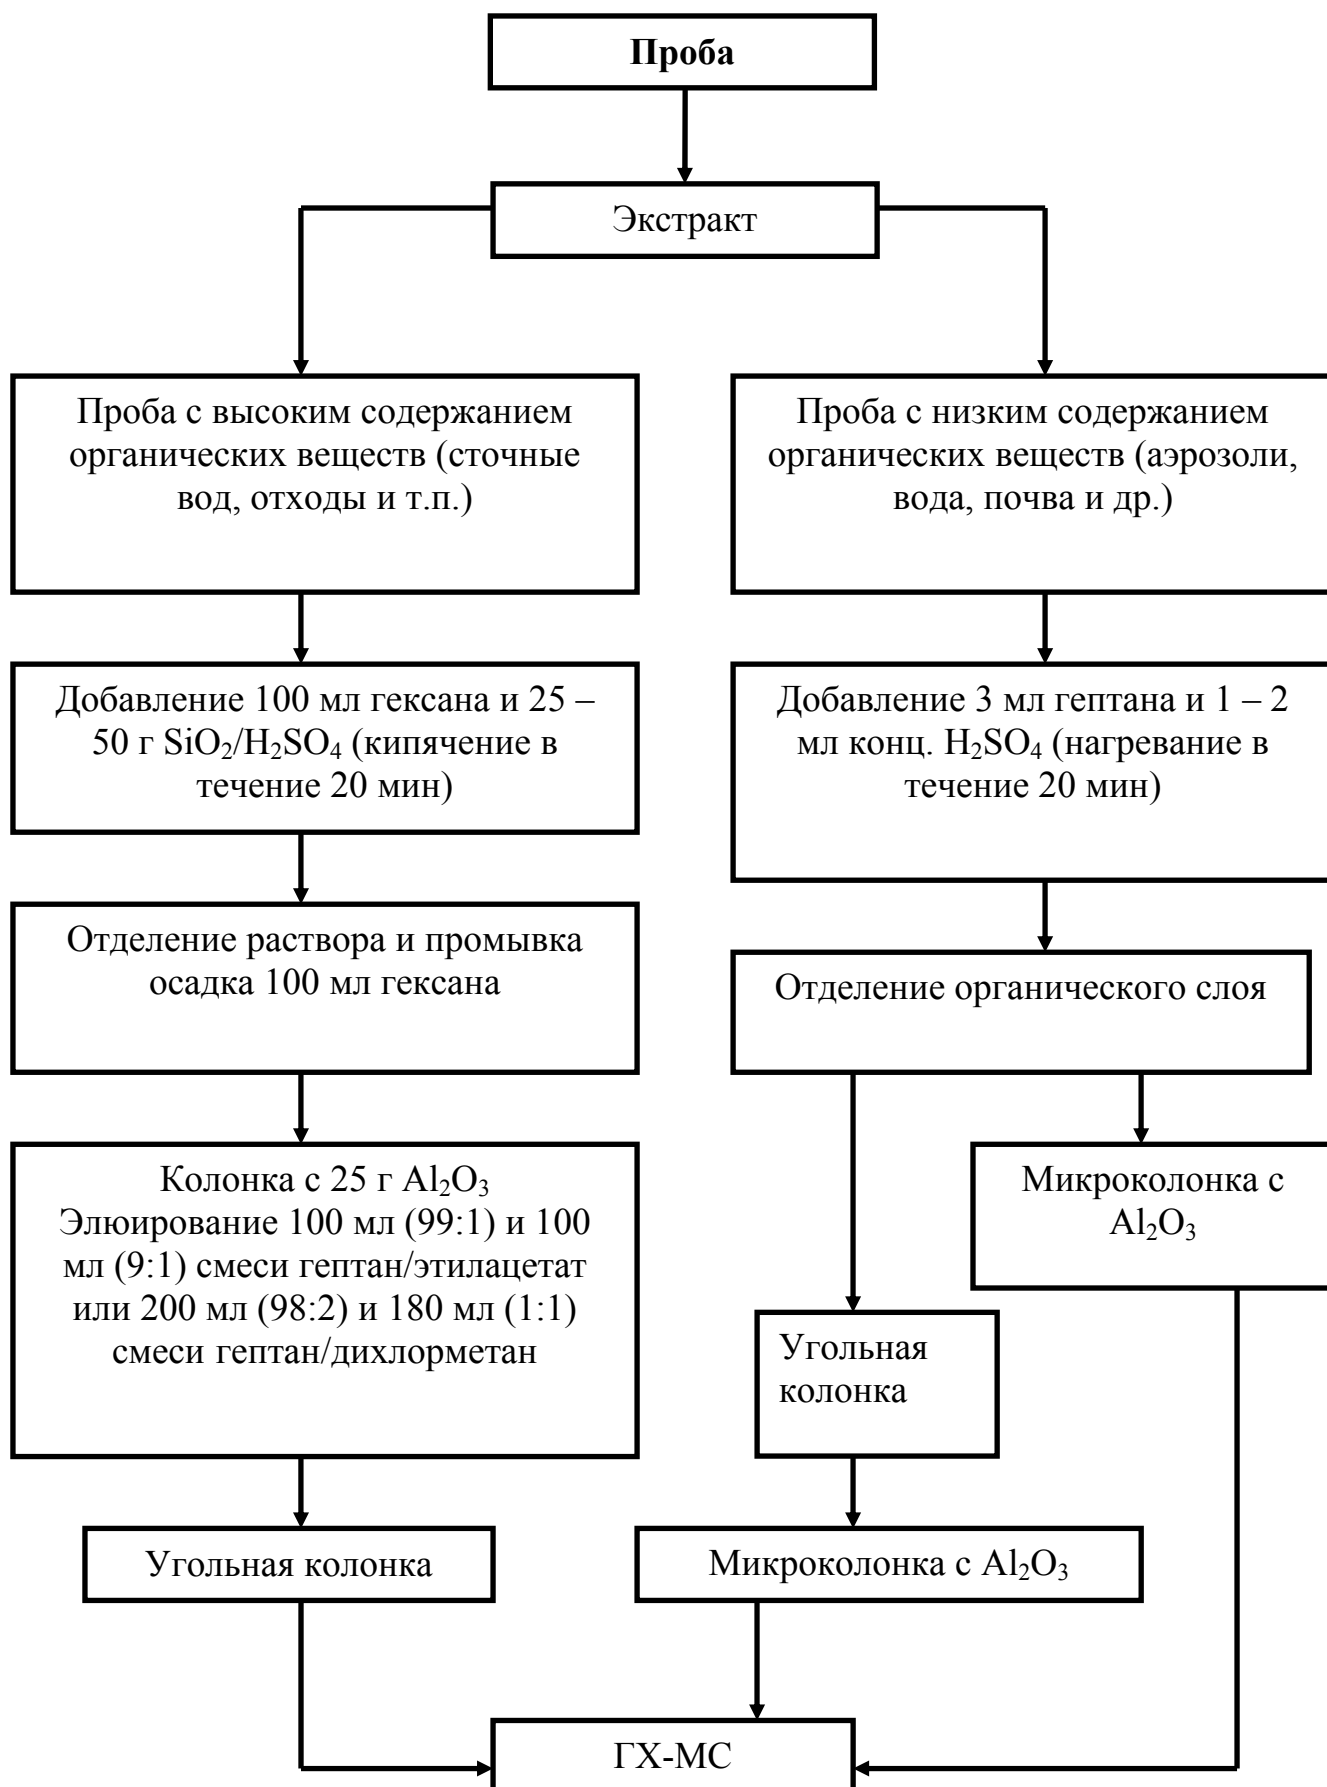 Проба
Экстракт
Проба с высоким содержанием
органических веществ (сточные
вод, отходы и т.п.)
Проба с низким содержанием
органических веществ (аэрозоли,
вода, почва и др.)
Добавление 100 мл гексана и 25 –
50 г SiO₂/H₂SO₄ (кипячение в
течение 20 мин)
Добавление 3 мл гептана и 1 – 2
мл конц. H₂SO₄ (нагревание в
течение 20 мин)
Отделение раствора и промывка
осадка 100 мл гексана
Отделение органического слоя
Колонка с 25 г Al₂O₃
Элюирование 100 мл (99:1) и 100
мл (9:1) смеси гептан/этилацетат
или 200 мл (98:2) и 180 мл (1:1)
смеси гептан/дихлорметан
Микроколонка с
Al₂O₃
Угольная
колонка
Угольная колонка
Микроколонка с Al₂O₃
ГХ-МС